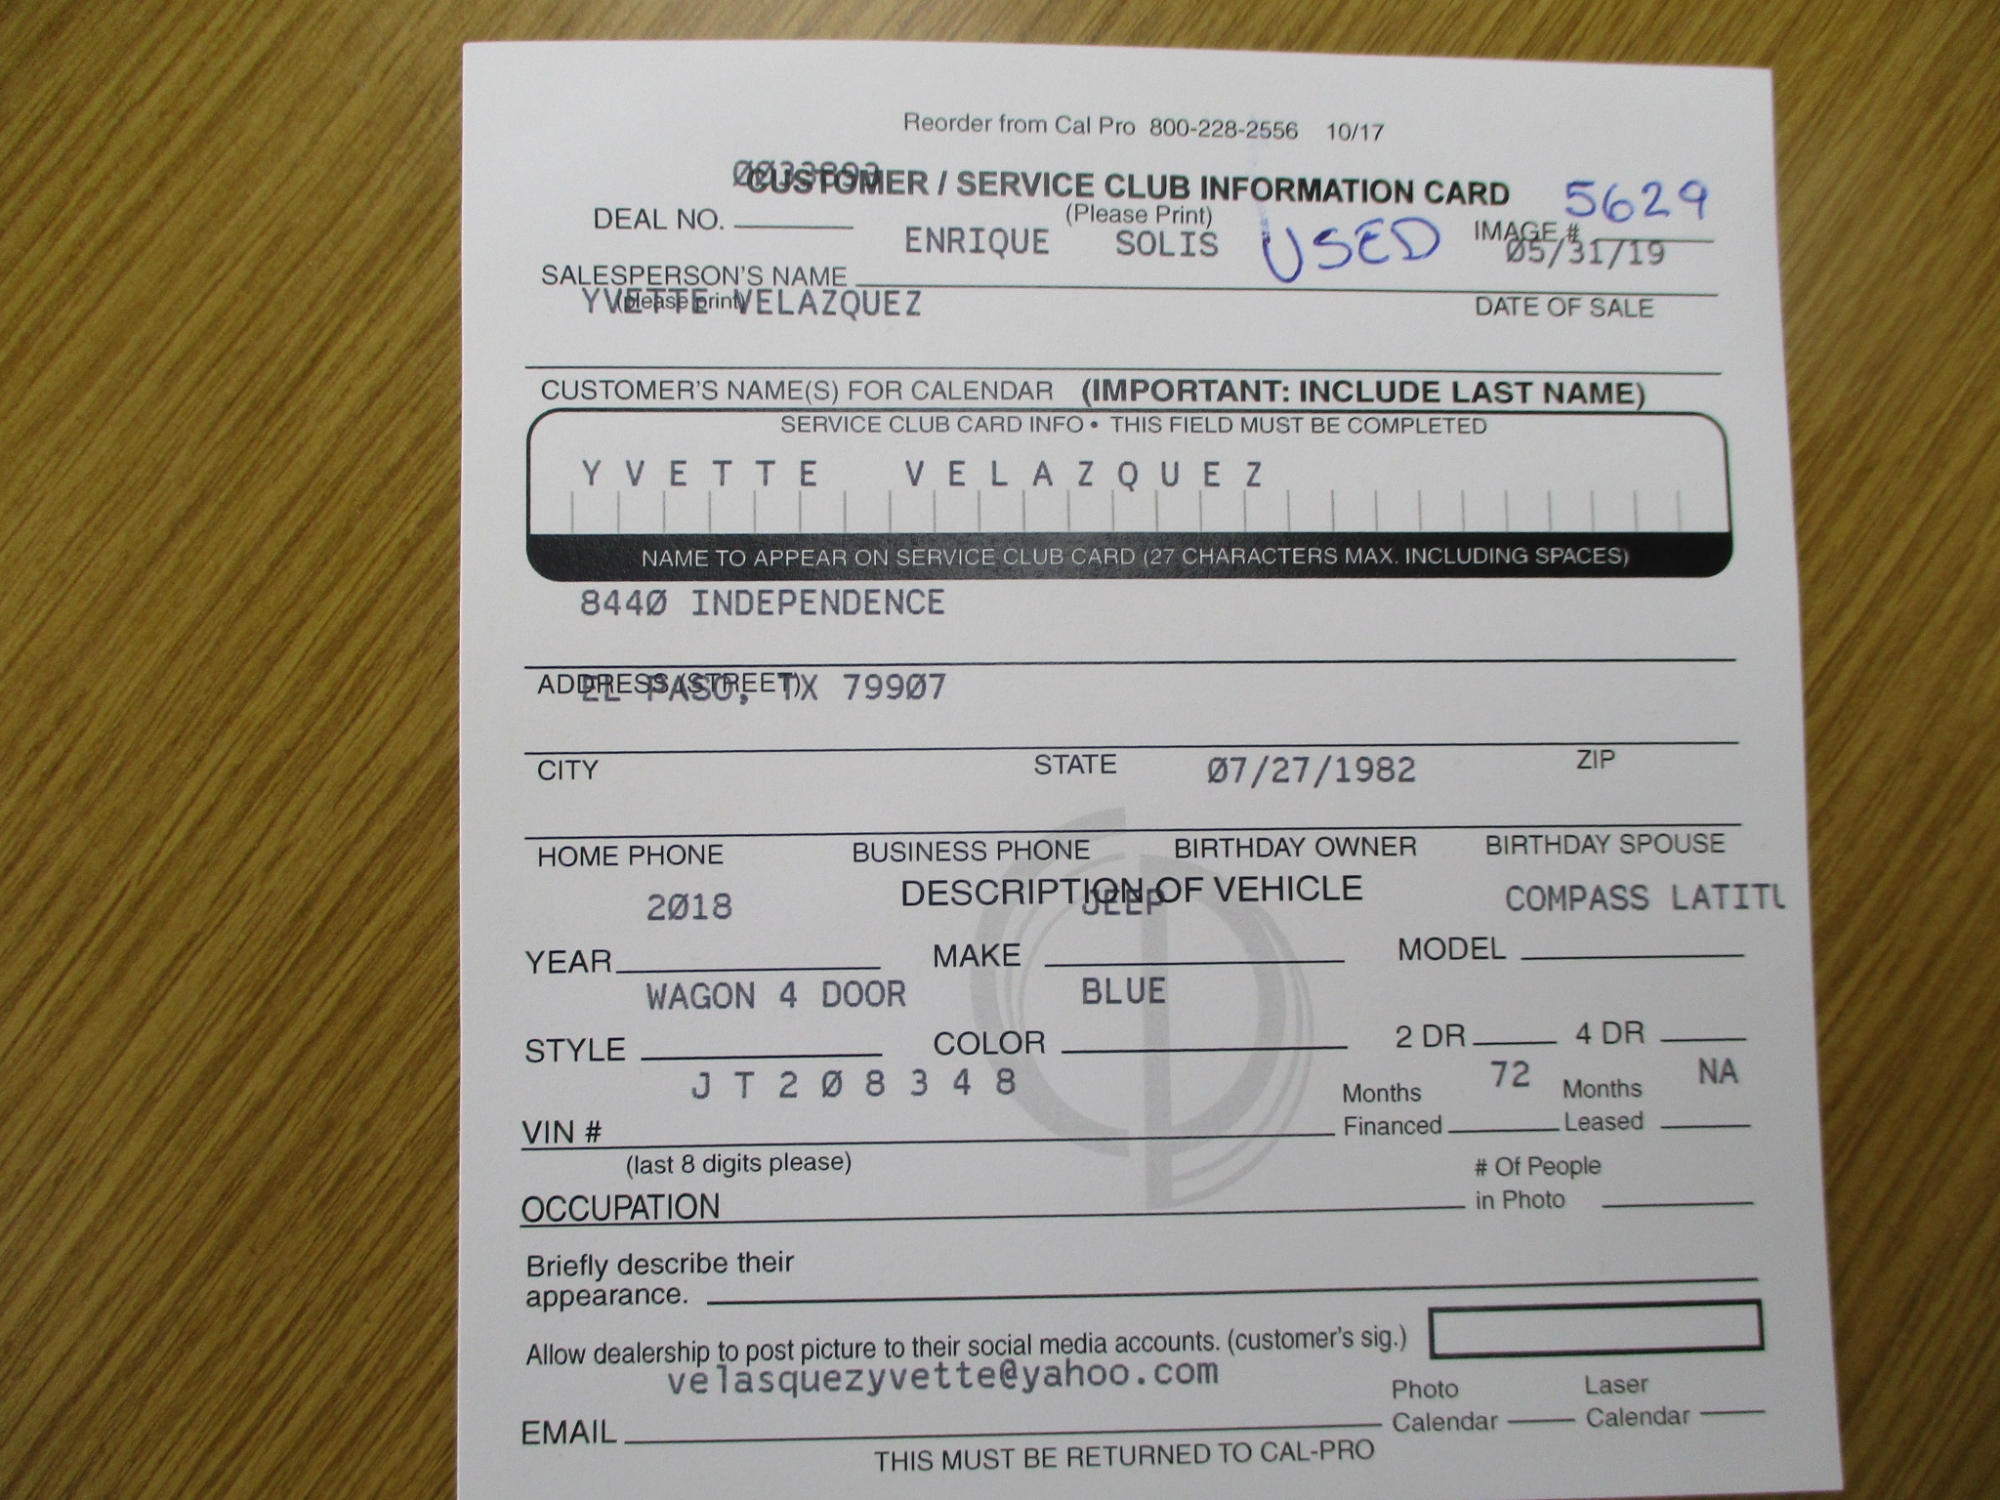 Reorder from Cal Pro 800-228-2556 10/17
CUSTOMER / SERVICE CLUB INFORMATION CARD 5629
DEAL NO. (Please Print) IMAGE #
ENRIQUE SOLIS USED 05/31/19
SALESPERSON'S NAME
(please print) DATE OF SALE
YVETTE VELAZQUEZ
CUSTOMER'S NAME(S) FOR CALENDAR (IMPORTANT: INCLUDE LAST NAME)
SERVICE CLUB CARD INFO • THIS FIELD MUST BE COMPLETED
YVETTE VELAZQUEZ
NAME TO APPEAR ON SERVICE CLUB CARD (27 CHARACTERS MAX. INCLUDING SPACES)
8440 INDEPENDENCE
ADDRESS (STREET)
EL PASO, TX 79907
CITY STATE ZIP
07/27/1982
HOME PHONE BUSINESS PHONE BIRTHDAY OWNER BIRTHDAY SPOUSE
DESCRIPTION OF VEHICLE
2018 JEEP COMPASS LATITU
YEAR MAKE MODEL
WAGON 4 DOOR BLUE
STYLE COLOR 2 DR 4 DR
JT208348 72 NA
VIN # Months Financed Months Leased
(last 8 digits please)
OCCUPATION # Of People in Photo
Briefly describe their
appearance.
Allow dealership to post picture to their social media accounts. (customer's sig.)
velasquezyvette@yahoo.com
EMAIL Photo Calendar Laser Calendar
THIS MUST BE RETURNED TO CAL-PRO